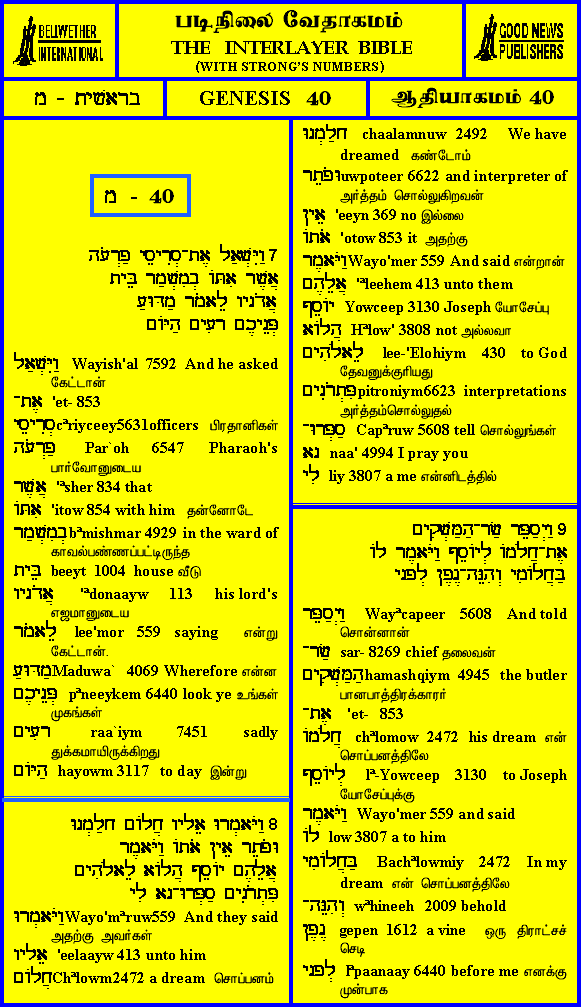 BELLWETHER
INTERNATIONAL
படிநிலை வேதாகமம்
THE INTERLAYER BIBLE
(WITH STRONG'S NUMBERS)
GOOD NEWS
PUBLISHERS
בראשית - מ
GENESIS 40
ஆதியாகமம் 40
מ - 40
7 וַיִּשְׁאַל אֶת־סְרִיסֵי פַרְעֹה
אֲשֶׁר אִתּוֹ בְמִשְׁמַר בֵּית
אֲדֹנָיו לֵאמֹר מַדּוּעַ
פְּנֵיכֶם רָעִים הַיּוֹם
וַיִּשְׁאַל Wayish'al 7592 And he asked
கேட்டான்
אֶת־ 'et- 853
סְרִיסֵי cᵃriyceey5631officers பிரதானிகள்
פַרְעֹה Par`oh 6547 Pharaoh's
பார்வோனுடைய
אֲשֶׁר 'ᵃsher 834 that
אִתּוֹ 'itow 854 with him தன்னோடே
בְמִשְׁמַר bᵃmishmar 4929 in the ward of
காவல்பண்ணப்பட்டிருந்த
בֵּית beeyt 1004 house வீடு
אֲדֹנָיו 'ᵃdonaayw 113 his lord's
எஜமானுடைய
לֵאמֹר lee'mor 559 saying என்று
கேட்டான்.
מַדּוּעַ Maduwa` 4069 Wherefore என்ன
פְּנֵיכֶם pᵃneeykem 6440 look ye உங்கள்
முகங்கள்
רָעִים raa`iym 7451 sadly
துக்கமாயிருக்கிறது
הַיּוֹם hayowm 3117 to day இன்று
8 וַיֹּאמְרוּ אֵלָיו חֲלוֹם חָלַמְנוּ
וּפֹתֵר אֵין אֹתוֹ וַיֹּאמֶר
אֲלֵהֶם יוֹסֵף הֲלוֹא לֵאלֹהִים
פִּתְרֹנִים סַפְּרוּ־נָא לִי
וַיֹּאמְרוּ Wayo'mᵃruw559 And they said
அதற்கு அவர்கள்
אֵלָיו 'eelaayw 413 unto him
חֲלוֹם Chᵃlowm2472 a dream சொப்பனம்
חָלַמְנוּ chaalamnuw 2492 We have
dreamed கண்டோம்
וּפֹתֵר uwpoteer 6622 and interpreter of
அர்த்தம் சொல்லுகிறவன்
אֵין 'eeyn 369 no இல்லை
אֹתוֹ 'otow 853 it அதற்கு
וַיֹּאמֶר Wayo'mer 559 And said என்றான்
אֲלֵהֶם 'ᵃleehem 413 unto them
יוֹסֵף Yowceep 3130 Joseph யோசேப்பு
הֲלוֹא Hᵃlow' 3808 not அல்லவா
לֵאלֹהִים lee-'Elohiym 430 to God
தேவனுக்குரியது
פִּתְרֹנִים pitroniym6623 interpretations
அர்த்தம்சொல்லுதல்
סַפְּרוּ־ Capᵃruw 5608 tell சொல்லுங்கள்
נָא naa' 4994 I pray you
לִי liy 3807 a me என்னிடத்தில்
9 וַיְסַפֵּר שַׂר־הַמַּשְׁקִים
אֶת־חֲלֹמוֹ לְיוֹסֵף וַיֹּאמֶר לוֹ
בַּחֲלוֹמִי וְהִנֵּה־גֶפֶן לְפָנַי
וַיְסַפֵּר Wayᵃcapeer 5608 And told
சொன்னான்
שַׂר־ sar- 8269 chief தலைவன்
הַמַּשְׁקִים hamashqiym 4945 the butler
பானபாத்திரக்காரர்
אֶת־ 'et- 853
חֲלֹמוֹ chᵃlomow 2472 his dream என்
சொப்பனத்திலே
לְיוֹסֵף lᵃ-Yowceep 3130 to Joseph
யோசேப்புக்கு
וַיֹּאמֶר Wayo'mer 559 and said
לוֹ low 3807 a to him
בַּחֲלוֹמִי Bachᵃlowmiy 2472 In my
dream என் சொப்பனத்திலே
וְהִנֵּה־ wᵃhineeh 2009 behold
גֶפֶן gepen 1612 a vine ஒரு திராட்சச்
செடி
לְפָנַי lᵃpaanaay 6440 before me எனக்கு
முன்பாக